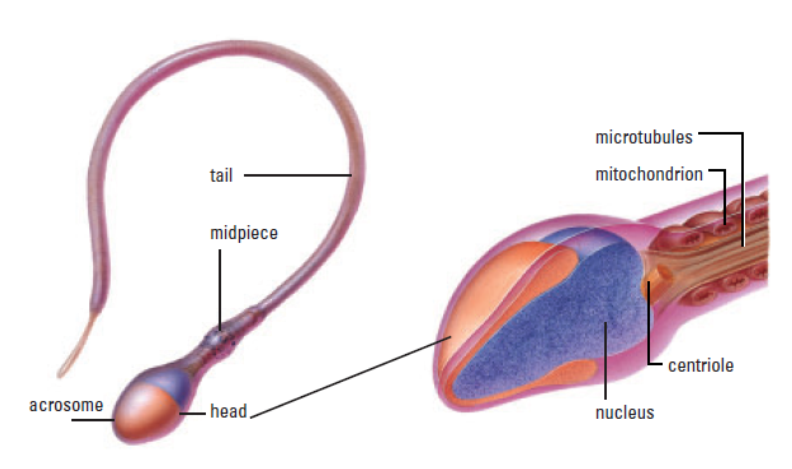 tail
midpiece
acrosome
head
microtubules
mitochondrion
centriole
nucleus